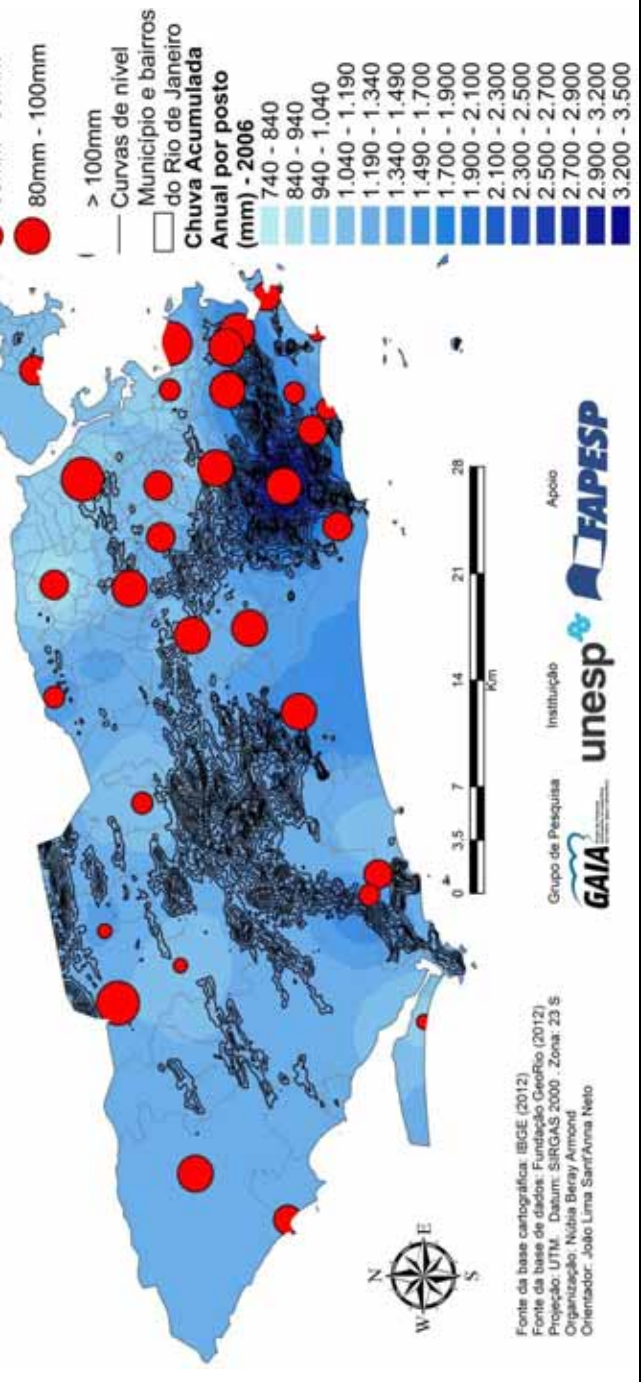 80mm - 100mm
> 100mm
Curvas de nível
Município e bairros
do Rio de Janeiro
Chuva Acumulada
Anual por posto
(mm) - 2006
740 - 840
840 - 940
940 - 1.040
1.040 - 1.190
1.190 - 1.340
1.340 - 1.490
1.490 - 1.700
1.700 - 1.900
1.900 - 2.100
2.100 - 2.300
2.300 - 2.500
2.500 - 2.700
2.700 - 2.900
2.900 - 3.200
3.200 - 3.500
N
W
E
S
0 3,5 7 14 21 28
Km
Grupo de Pesquisa
Instituição
Apoio
GAIA
unesp
FAPESP
Fonte da base cartográfica: IBGE (2012)
Fonte da base de dados: Fundação GeoRio (2012)
Projeção: UTM. Datum: SIRGAS 2000 . Zona: 23 S
Organização: Núbia Beray Armond
Orientador: João Lima Sant'Anna Neto